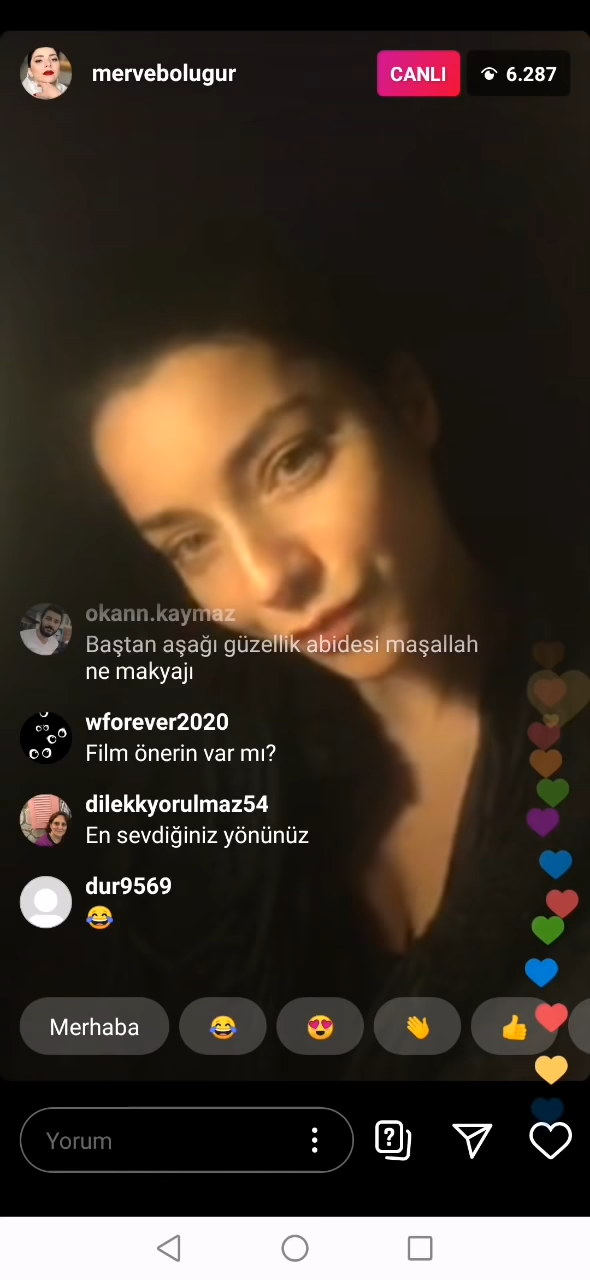 mervebolugur
CANLI
6.287
okann.kaymaz
Baştan aşağı güzellik abidesi maşallah
ne makyajı
wforever2020
Film önerin var mı?
dilekkyorulmaz54
En sevdiğiniz yönünüz
dur9569
😂
Merhaba 😂 😍 👋 👍
Yorum